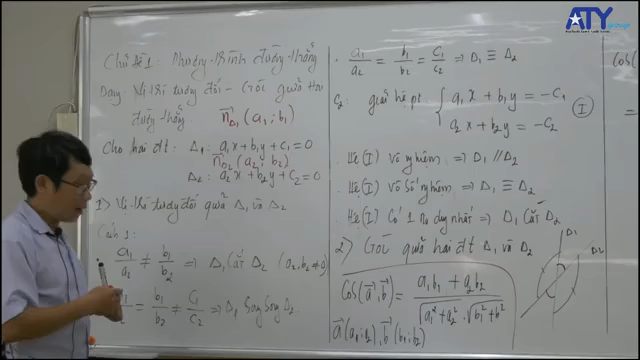 ATY
Chủ đề 1: Phương trình đường thẳng
Dạng Vị trí tương đối - Góc giữa hai
đường thẳng n⃗Δ1(a1; b1)
Cho hai đt: Δ1: a1x + b1y + c1 = 0
n⃗Δ2(a2; b2)
Δ2: a2x + b2y + c2 = 0
1) Vị trí tương đối giữa Δ1 và Δ2
Cách 1:
• a1/a2 ≠ b1/b2 ⇒ Δ1 cắt Δ2 (a2, b2 ≠ 0)
= b1/b2 ≠ c1/c2 ⇒ Δ1 song song Δ2
• a1/a2 = b1/b2 = c1/c2 ⇒ Δ1 ≡ Δ2
C2: giải hệ pt { a1x + b1y = -c1
a2x + b2y = -c2 (I)
. Hệ (I) vô nghiệm ⇒ Δ1 // Δ2
. Hệ (I) vô số nghiệm ⇒ Δ1 ≡ Δ2
Hệ (I) có 1 no duy nhất ⇒ Δ1 cắt Δ2
2) Góc giữa hai đt Δ1 và Δ2
Cos(a⃗, b⃗) = (a1b1 + a2b2) / (√(a1² + a2²) . √(b1² + b²))
a⃗(a1; a2), b⃗(b1; b2)
Δ1
Δ2
Cos(
=